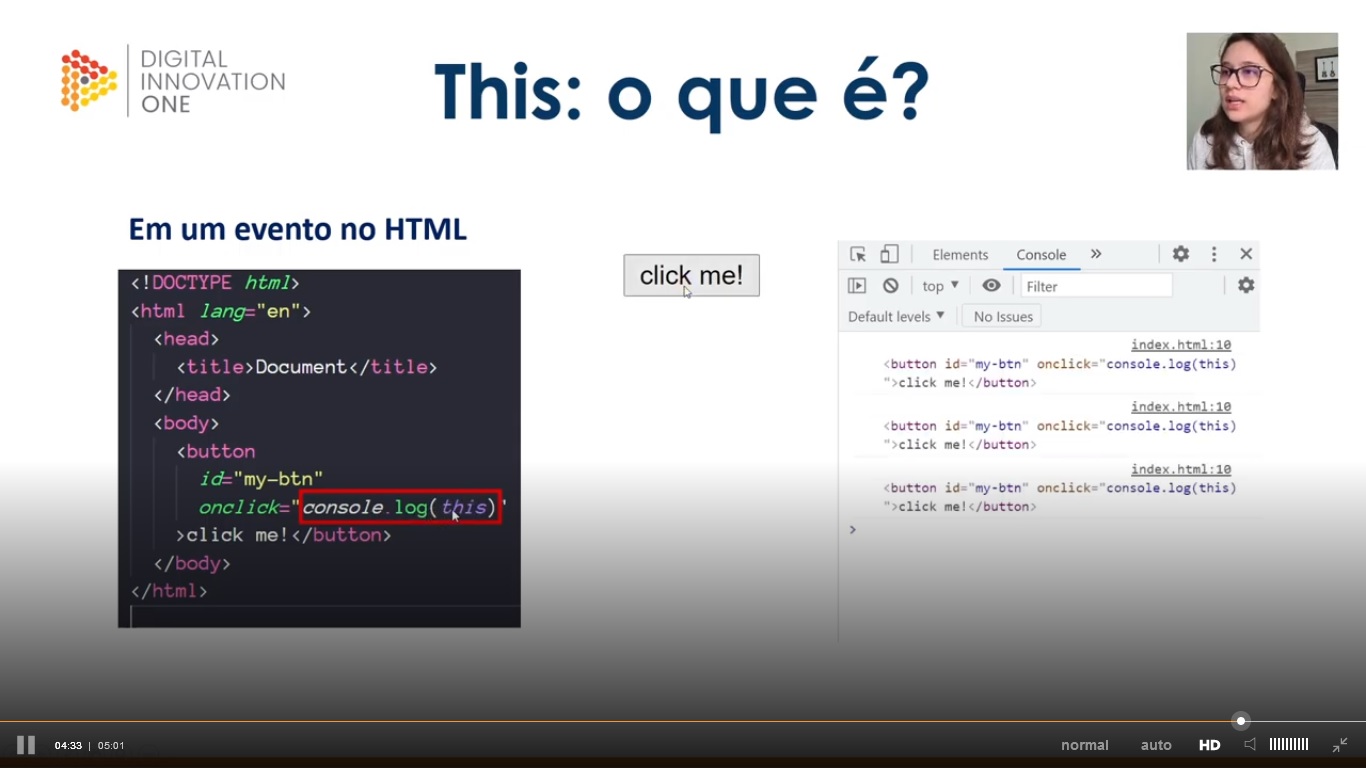 DIGITAL
INNOVATION
ONE
This: o que é?
Em um evento no HTML
<!DOCTYPE html>
<html lang="en">
<head>
<title>Document</title>
</head>
<body>
<button
id="my-btn"
onclick="console.log(this)"
>click me!</button>
</body>
</html>
click me!
Elements Console »
top ▼ Filter
Default levels ▼ No Issues
index.html:10
<button id="my-btn" onclick="console.log(this)
">click me!</button>
index.html:10
<button id="my-btn" onclick="console.log(this)
">click me!</button>
index.html:10
<button id="my-btn" onclick="console.log(this)
">click me!</button>
>
04:33 | 05:01 normal auto HD